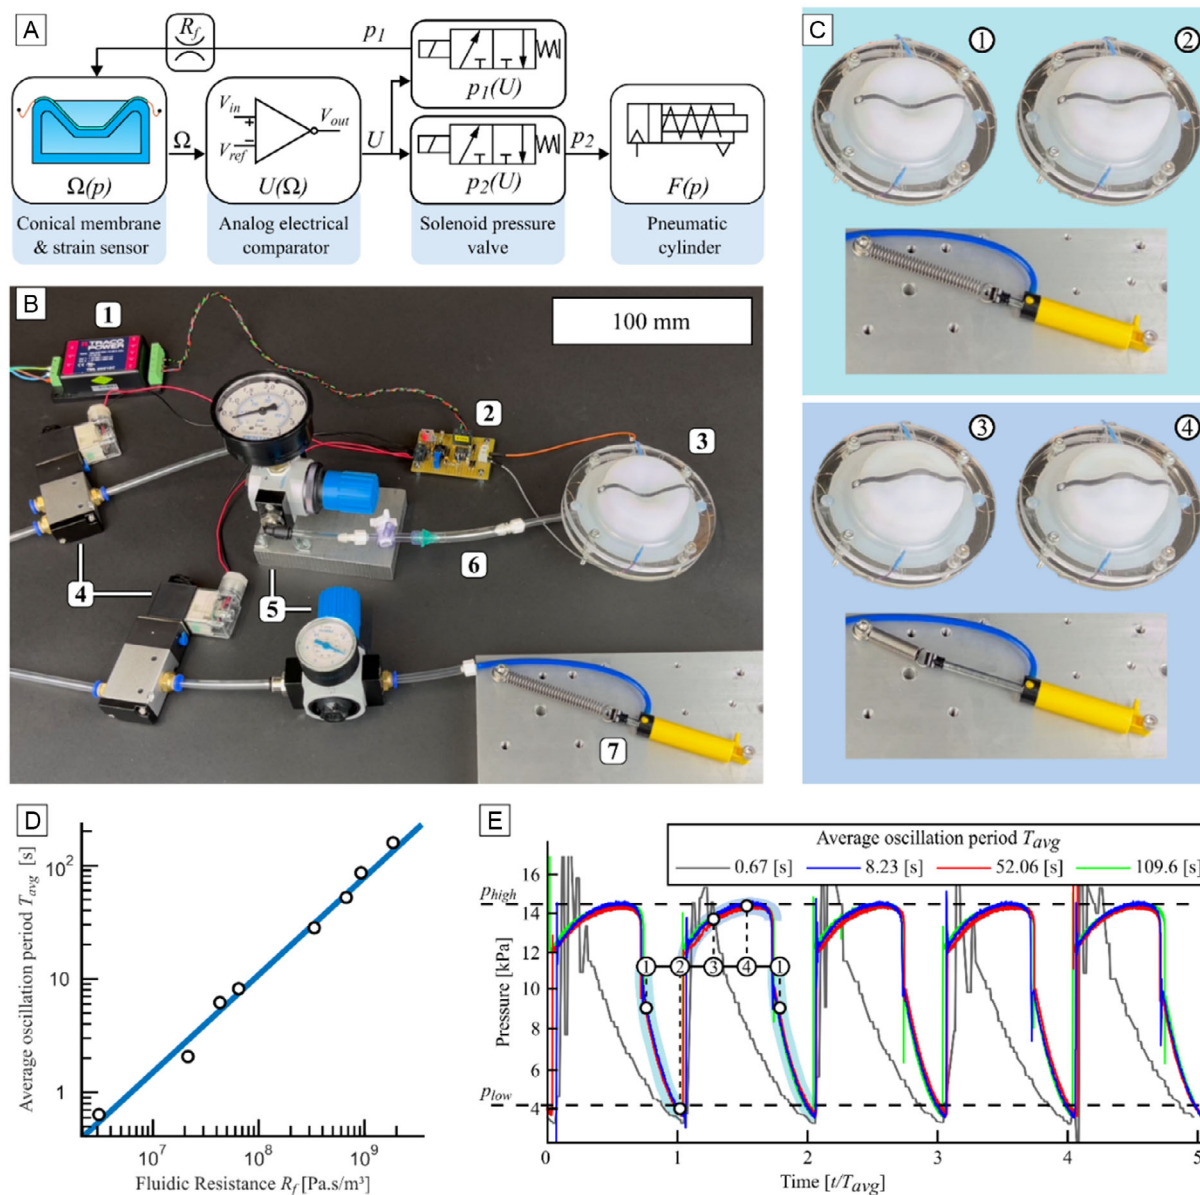 A
R_f
p_1
p_1(U)
V_in
+
−
V_ref
V_out
Ω
U
p_2
Ω(p)
U(Ω)
p_2(U)
F(p)
Conical membrane
& strain sensor
Analog electrical
comparator
Solenoid pressure
valve
Pneumatic
cylinder
B
1
TRACO
POWER
100 mm
2
3
4
5
6
7
C
1
2
3
4
D
Average oscillation period T_avg [s]
10^2
10
1
10^7
10^8
10^9
Fluidic Resistance R_f [Pa.s/m³]
E
Average oscillation period T_avg
0.67 [s]
8.23 [s]
52.06 [s]
109.6 [s]
Pressure [kPa]
p_high
p_low
16
14
12
10
8
6
4
1
2
3
4
1
0
1
2
3
4
5
Time [t/T_avg]